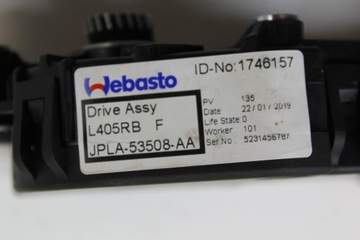 Webasto
ID-No:1746157
Drive Assy
L405RB F
JPLA-53508-AA
PV 135
Date 22/01/2019
Life State:0
Worker 101
Ser No 5231456787